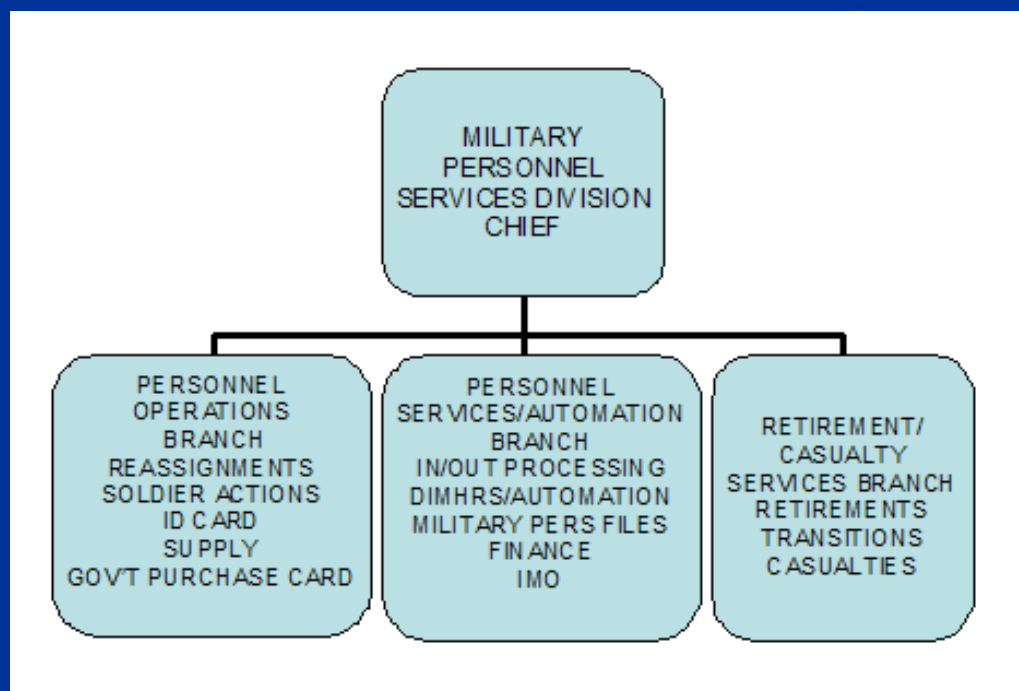 MILITARY
PERSONNEL
SERVICES DIVISION
CHIEF
PERSONNEL
OPERATIONS
BRANCH
REASSIGNMENTS
SOLDIER ACTIONS
ID CARD
SUPPLY
GOV'T PURCHASE CARD
PERSONNEL
SERVICES/AUTOMATION
BRANCH
IN/OUT PROCESSING
DIMHRS/AUTOMATION
MILITARY PERS FILES
FINANCE
IMO
RETIREMENT/
CASUALTY
SERVICES BRANCH
RETIREMENTS
TRANSITIONS
CASUALTIES